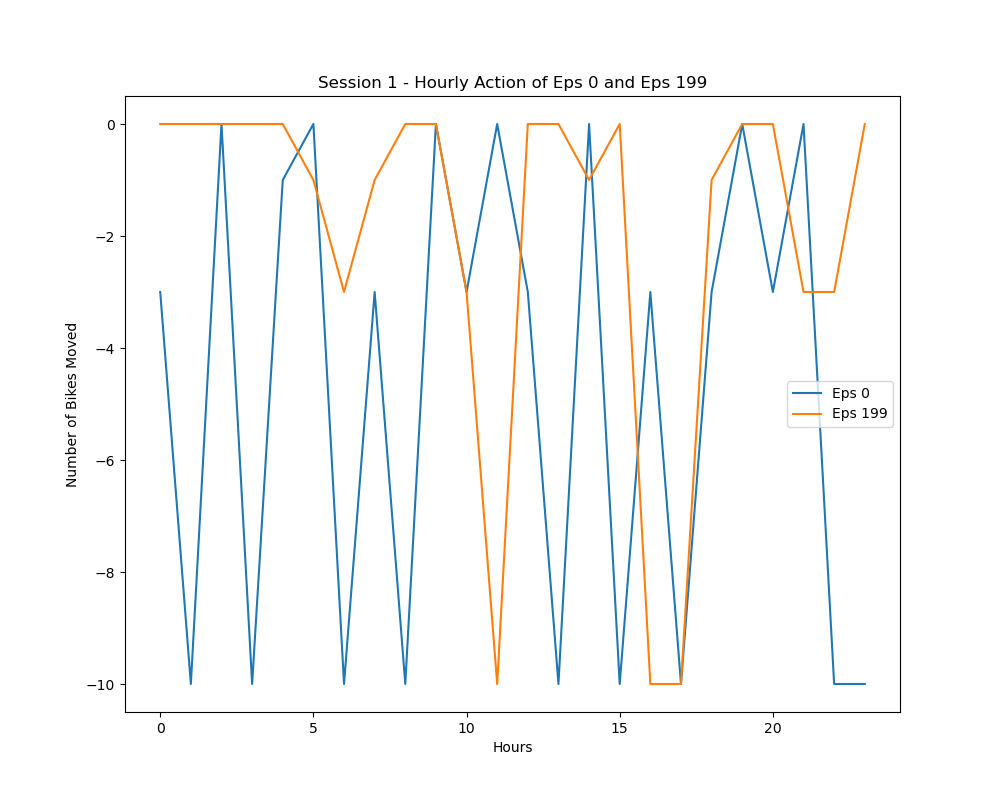 Session 1 - Hourly Action of Eps 0 and Eps 199
Number of Bikes Moved
0
−2
−4
−6
−8
−10
Eps 0
Eps 199
0 5 10 15 20
Hours